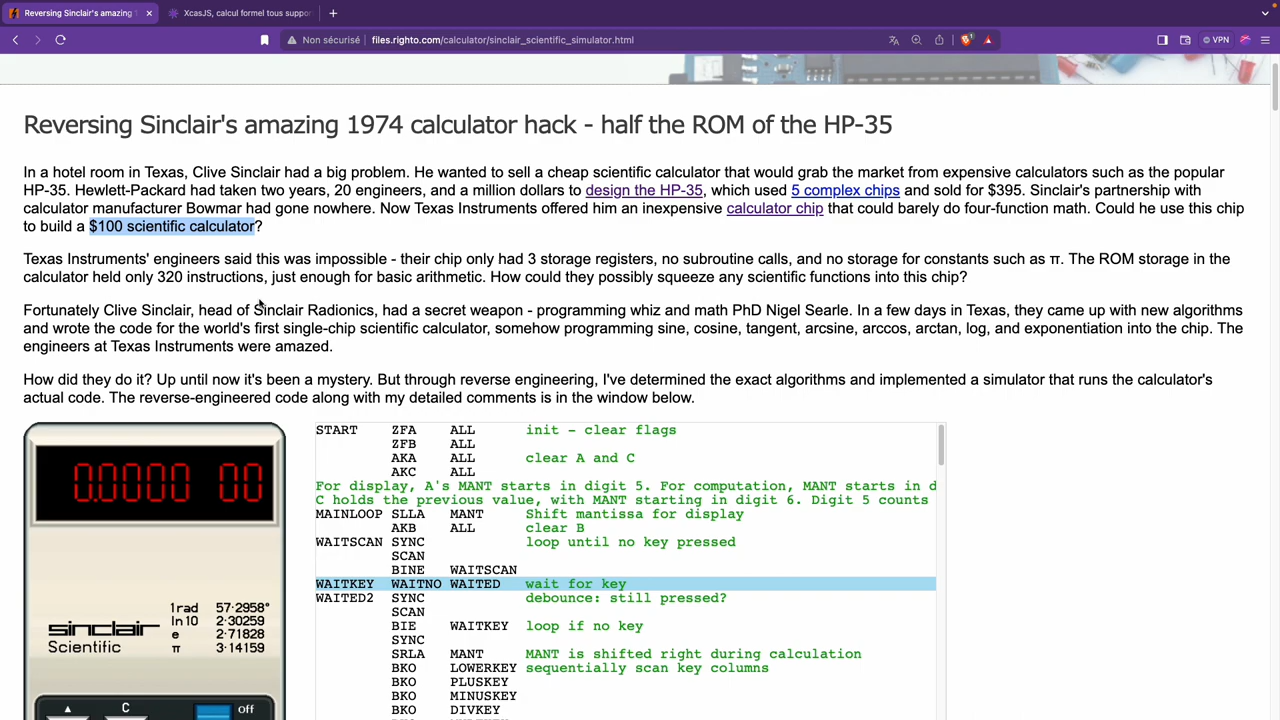 Reversing Sinclair's amazing 1
XcasJS, calcul formel tous suppor
Non sécurisé
files.righto.com/calculator/sinclair_scientific_simulator.html
VPN
Reversing Sinclair's amazing 1974 calculator hack - half the ROM of the HP-35
In a hotel room in Texas, Clive Sinclair had a big problem. He wanted to sell a cheap scientific calculator that would grab the market from expensive calculators such as the popular
HP-35. Hewlett-Packard had taken two years, 20 engineers, and a million dollars to design the HP-35, which used 5 complex chips and sold for $395. Sinclair's partnership with
calculator manufacturer Bowmar had gone nowhere. Now Texas Instruments offered him an inexpensive calculator chip that could barely do four-function math. Could he use this chip
to build a $100 scientific calculator?
Texas Instruments' engineers said this was impossible - their chip only had 3 storage registers, no subroutine calls, and no storage for constants such as π. The ROM storage in the
calculator held only 320 instructions, just enough for basic arithmetic. How could they possibly squeeze any scientific functions into this chip?
Fortunately Clive Sinclair, head of Sinclair Radionics, had a secret weapon - programming whiz and math PhD Nigel Searle. In a few days in Texas, they came up with new algorithms
and wrote the code for the world's first single-chip scientific calculator, somehow programming sine, cosine, tangent, arcsine, arccos, arctan, log, and exponentiation into the chip. The
engineers at Texas Instruments were amazed.
How did they do it? Up until now it's been a mystery. But through reverse engineering, I've determined the exact algorithms and implemented a simulator that runs the calculator's
actual code. The reverse-engineered code along with my detailed comments is in the window below.
0.0000 00
1rad 57·2958°
ln10 2·30259
e 2·71828
π 3·14159
sinclair
Scientific
▲ C Off
START ZFA ALL init - clear flags
ZFB ALL
AKA ALL clear A and C
AKC ALL
For display, A's MANT starts in digit 5. For computation, MANT starts in d
C holds the previous value, with MANT starting in digit 6. Digit 5 counts
MAINLOOP SLLA MANT Shift mantissa for display
AKB ALL clear B
WAITSCAN SYNC loop until no key pressed
SCAN
BINE WAITSCAN
WAITKEY WAITNO WAITED wait for key
WAITED2 SYNC debounce: still pressed?
SCAN
BIE WAITKEY loop if no key
SYNC
SRLA MANT MANT is shifted right during calculation
BKO LOWERKEY sequentially scan key columns
BKO PLUSKEY
BKO MINUSKEY
BKO DIVKEY